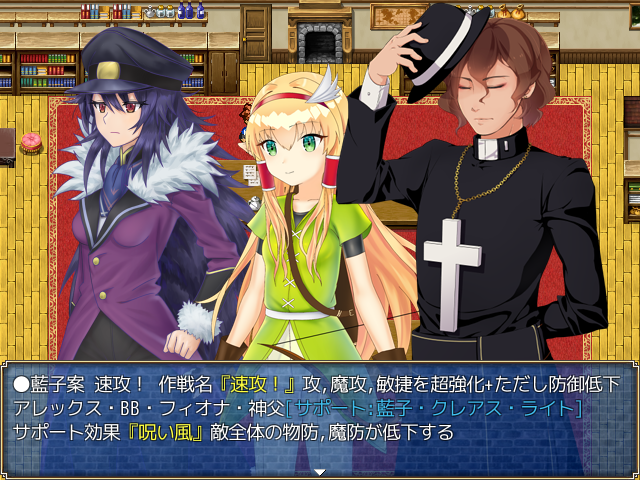 ●藍子案 速攻！ 作戦名『速攻！』攻,魔攻,敏捷を超強化+ただし防御低下
アレックス・BB・フィオナ・神父[サポート:藍子・クレアス・ライト]
サポート効果『呪い風』敵全体の物防,魔防が低下する